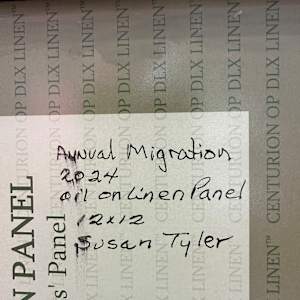 CENTURION OP DLX LINEN™
Annual Migration
2024
oil on Linen Panel
12x12
Susan Tyler
N PANEL
s' Panel